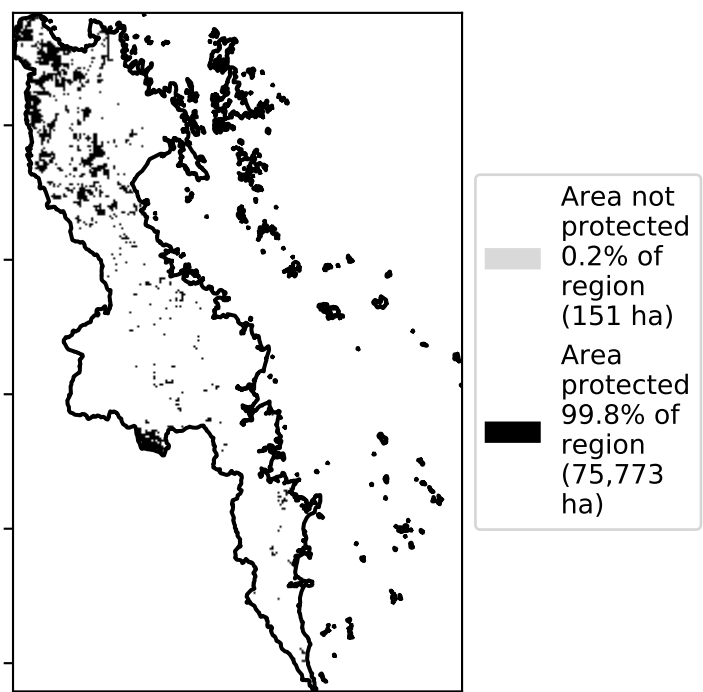 Area not
protected
0.2% of
region
(151 ha)
Area
protected
99.8% of
region
(75,773
ha)